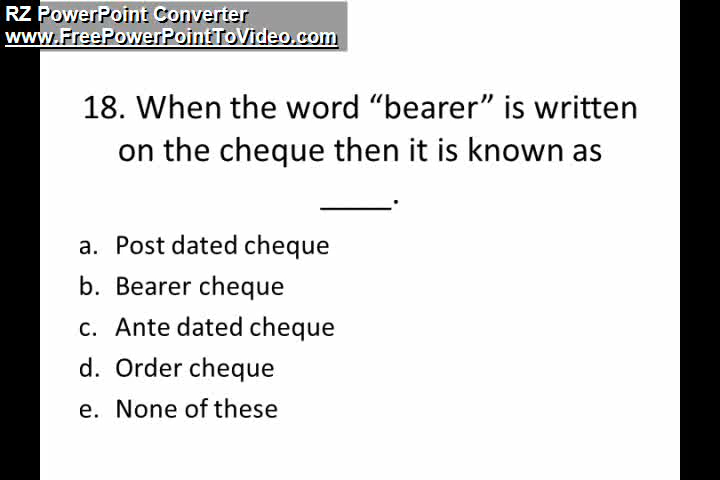 RZ PowerPoint Converter
www.FreePowerPointToVideo.com
18. When the word “bearer” is written
on the cheque then it is known as
_____.
a. Post dated cheque
b. Bearer cheque
c. Ante dated cheque
d. Order cheque
e. None of these